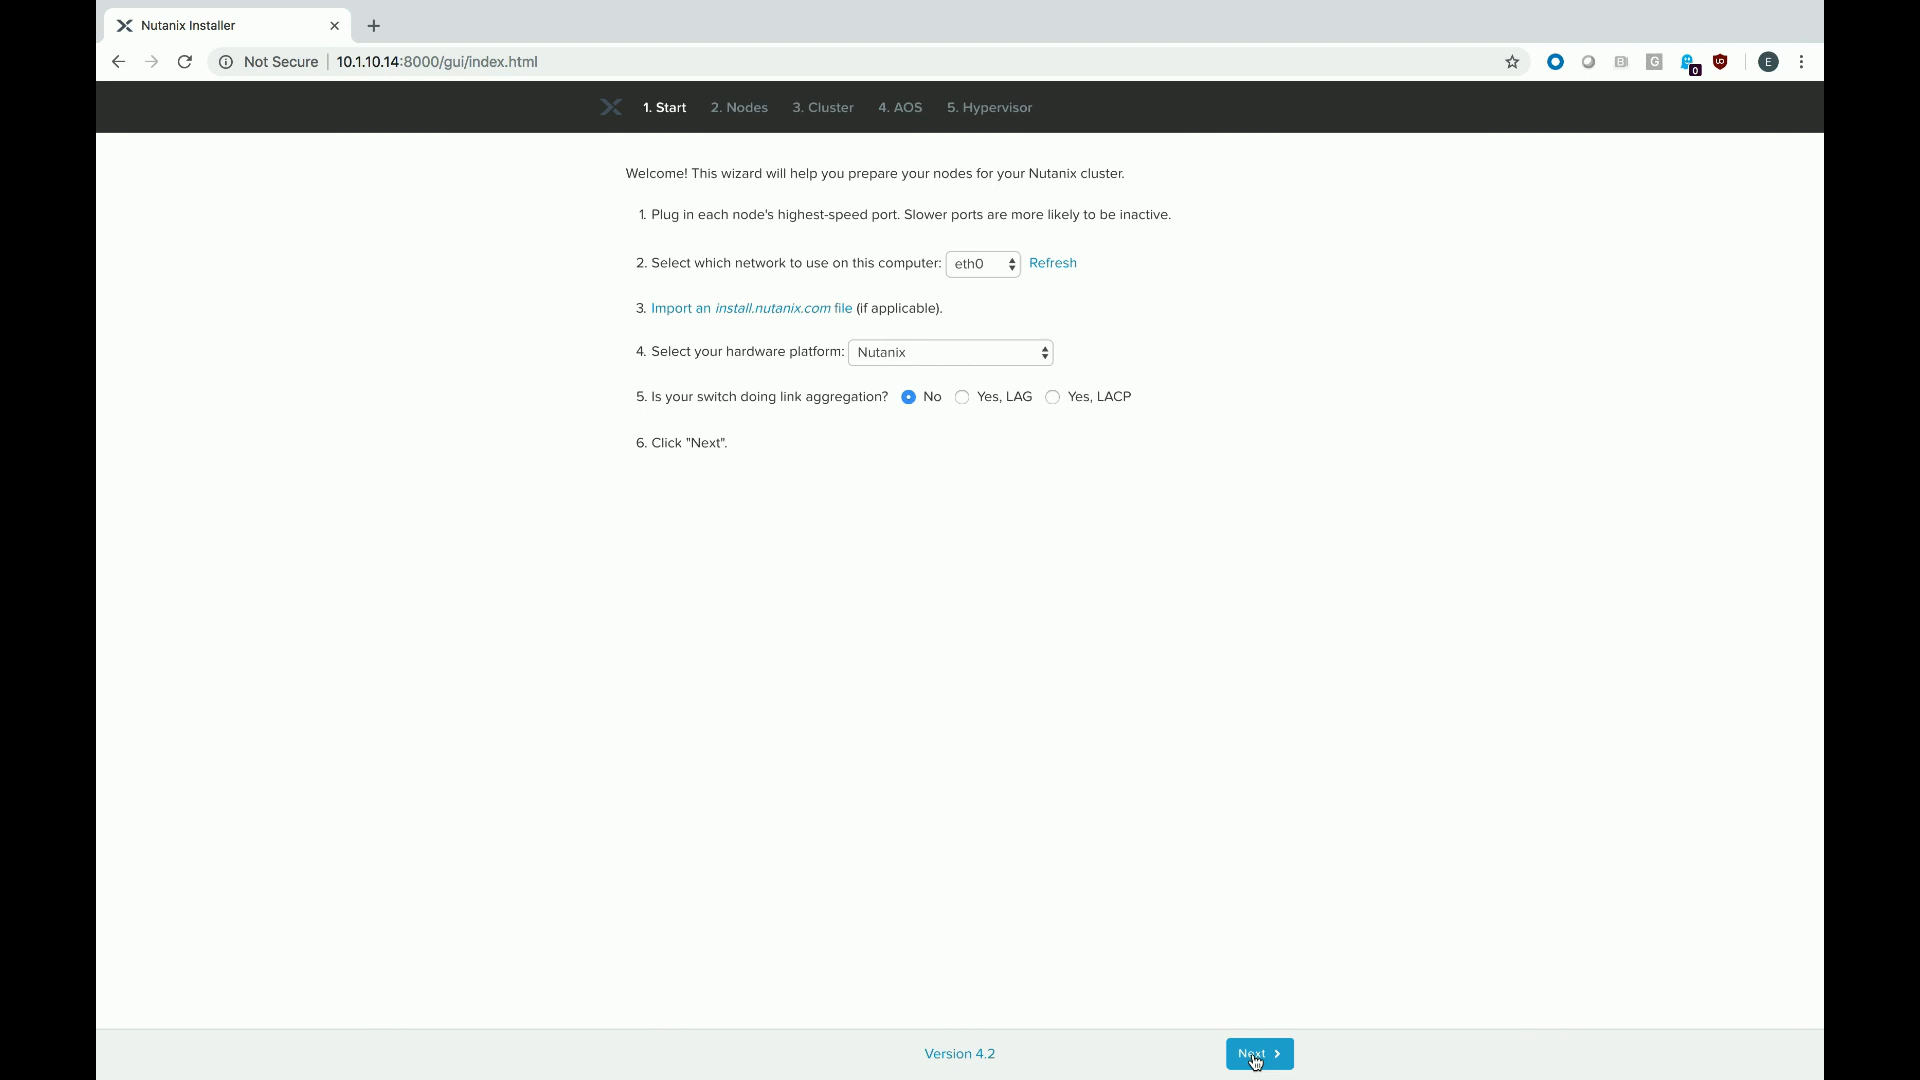 Nutanix Installer
Not Secure | 10.1.10.14:8000/gui/index.html
B
G
0
E
1. Start 2. Nodes 3. Cluster 4. AOS 5. Hypervisor
Welcome! This wizard will help you prepare your nodes for your Nutanix cluster.
1. Plug in each node's highest-speed port. Slower ports are more likely to be inactive.
2. Select which network to use on this computer: eth0 Refresh
3. Import an install.nutanix.com file (if applicable).
4. Select your hardware platform: Nutanix
5. Is your switch doing link aggregation? No Yes, LAG Yes, LACP
6. Click "Next".
Version 4.2
Next